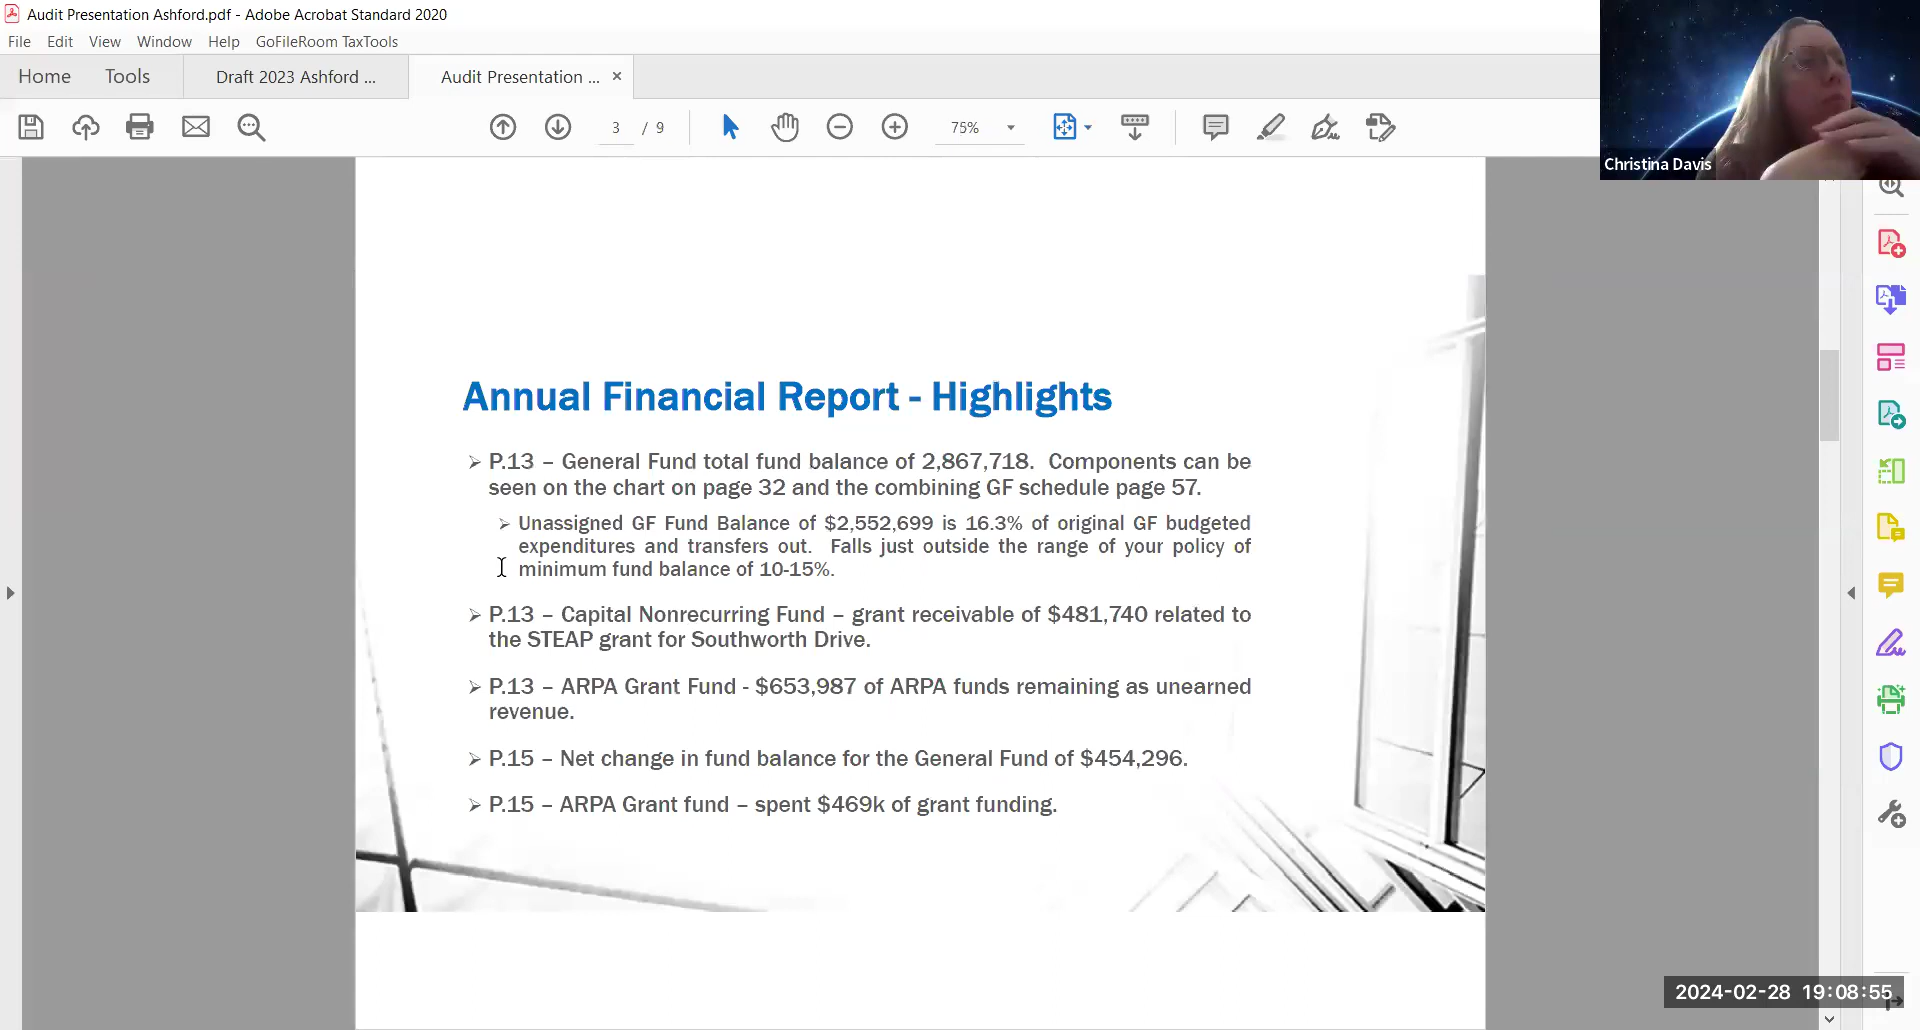 Audit Presentation Ashford.pdf - Adobe Acrobat Standard 2020
File Edit View Window Help GoFileRoom TaxTools
Home Tools Draft 2023 Ashford ... Audit Presentation ... ×
3 / 9 75%
Christina Davis
Annual Financial Report - Highlights
➢ P.13 – General Fund total fund balance of 2,867,718. Components can be
seen on the chart on page 32 and the combining GF schedule page 57.
➢ Unassigned GF Fund Balance of $2,552,699 is 16.3% of original GF budgeted
expenditures and transfers out. Falls just outside the range of your policy of
minimum fund balance of 10-15%.
➢ P.13 – Capital Nonrecurring Fund – grant receivable of $481,740 related to
the STEAP grant for Southworth Drive.
➢ P.13 – ARPA Grant Fund - $653,987 of ARPA funds remaining as unearned
revenue.
➢ P.15 – Net change in fund balance for the General Fund of $454,296.
➢ P.15 – ARPA Grant fund – spent $469k of grant funding.
2024-02-28 19:08:55